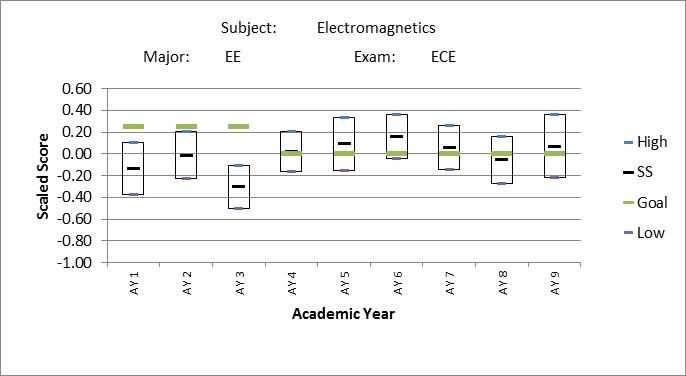 Subject: Electromagnetics
Major: EE Exam: ECE
0.60
0.40
0.20
0.00
-0.20
-0.40
-0.60
-0.80
-1.00
Scaled Score
AY 1
AY 2
AY 3
AY 4
AY 5
AY 6
AY 7
AY 8
AY 9
Academic Year
High
SS
Goal
Low